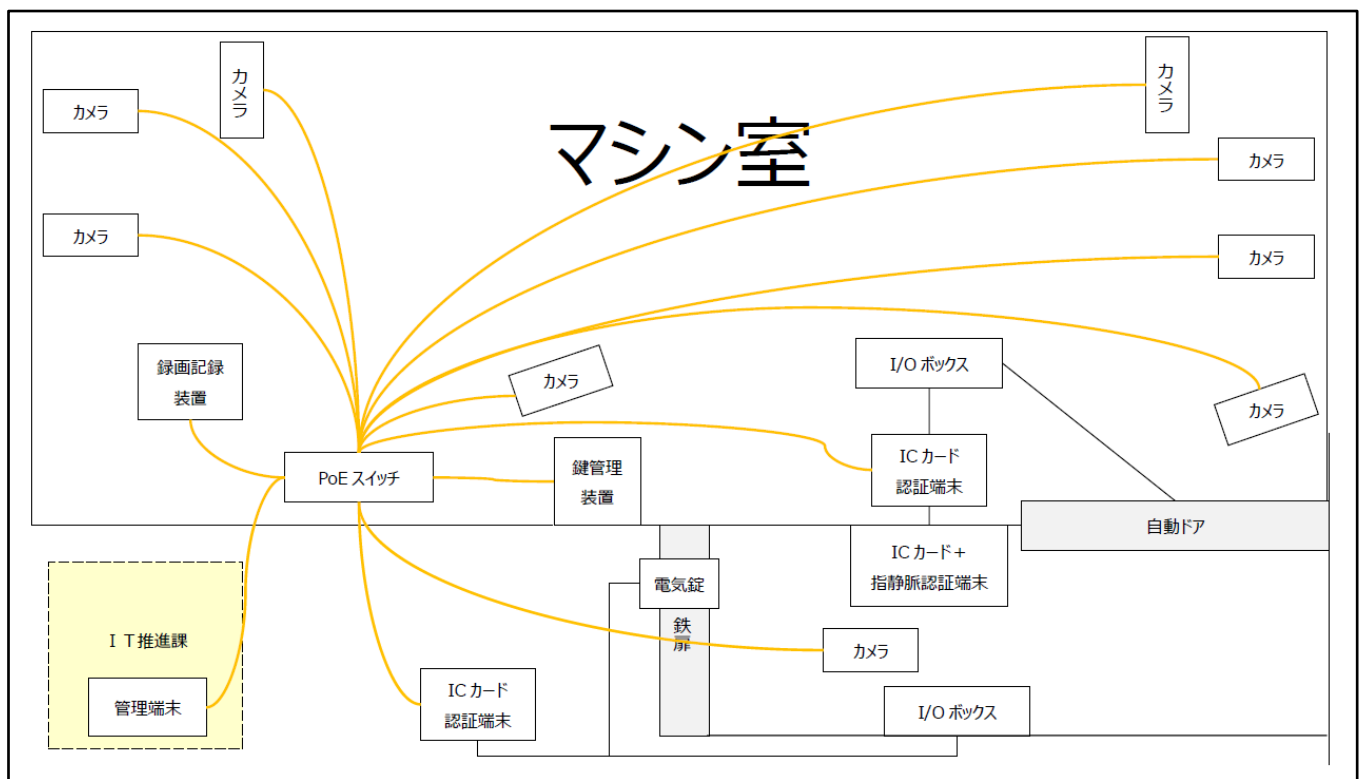 カメラ
カメラ
カメラ
マシン室
カメラ
カメラ
カメラ
録画記録
装置
カメラ
I/O ボックス
カメラ
PoE スイッチ
鍵管理
装置
IC カード
認証端末
自動ドア
IC カード+
指静脈認証端末
電気錠
鉄扉
カメラ
IT推進課
管理端末
IC カード
認証端末
I/O ボックス